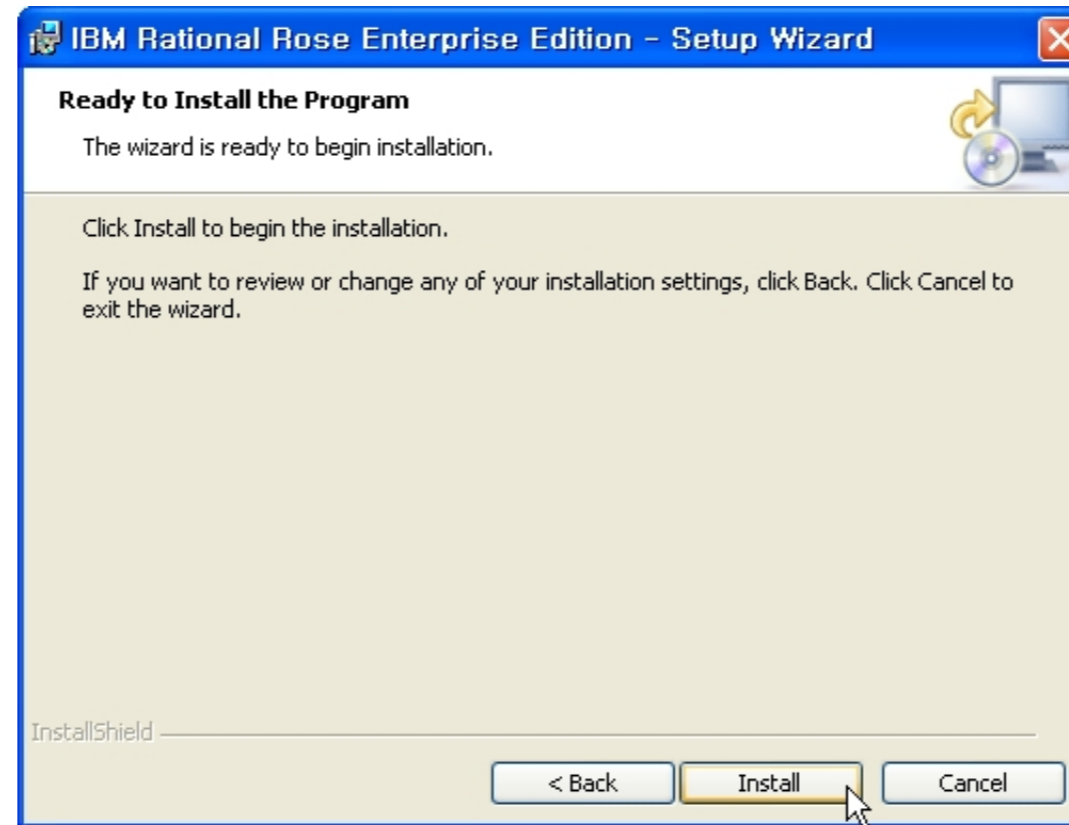 IBM Rational Rose Enterprise Edition - Setup Wizard
Ready to Install the Program
The wizard is ready to begin installation.
Click Install to begin the installation.
If you want to review or change any of your installation settings, click Back. Click Cancel to
exit the wizard.
InstallShield
< Back
Install
Cancel